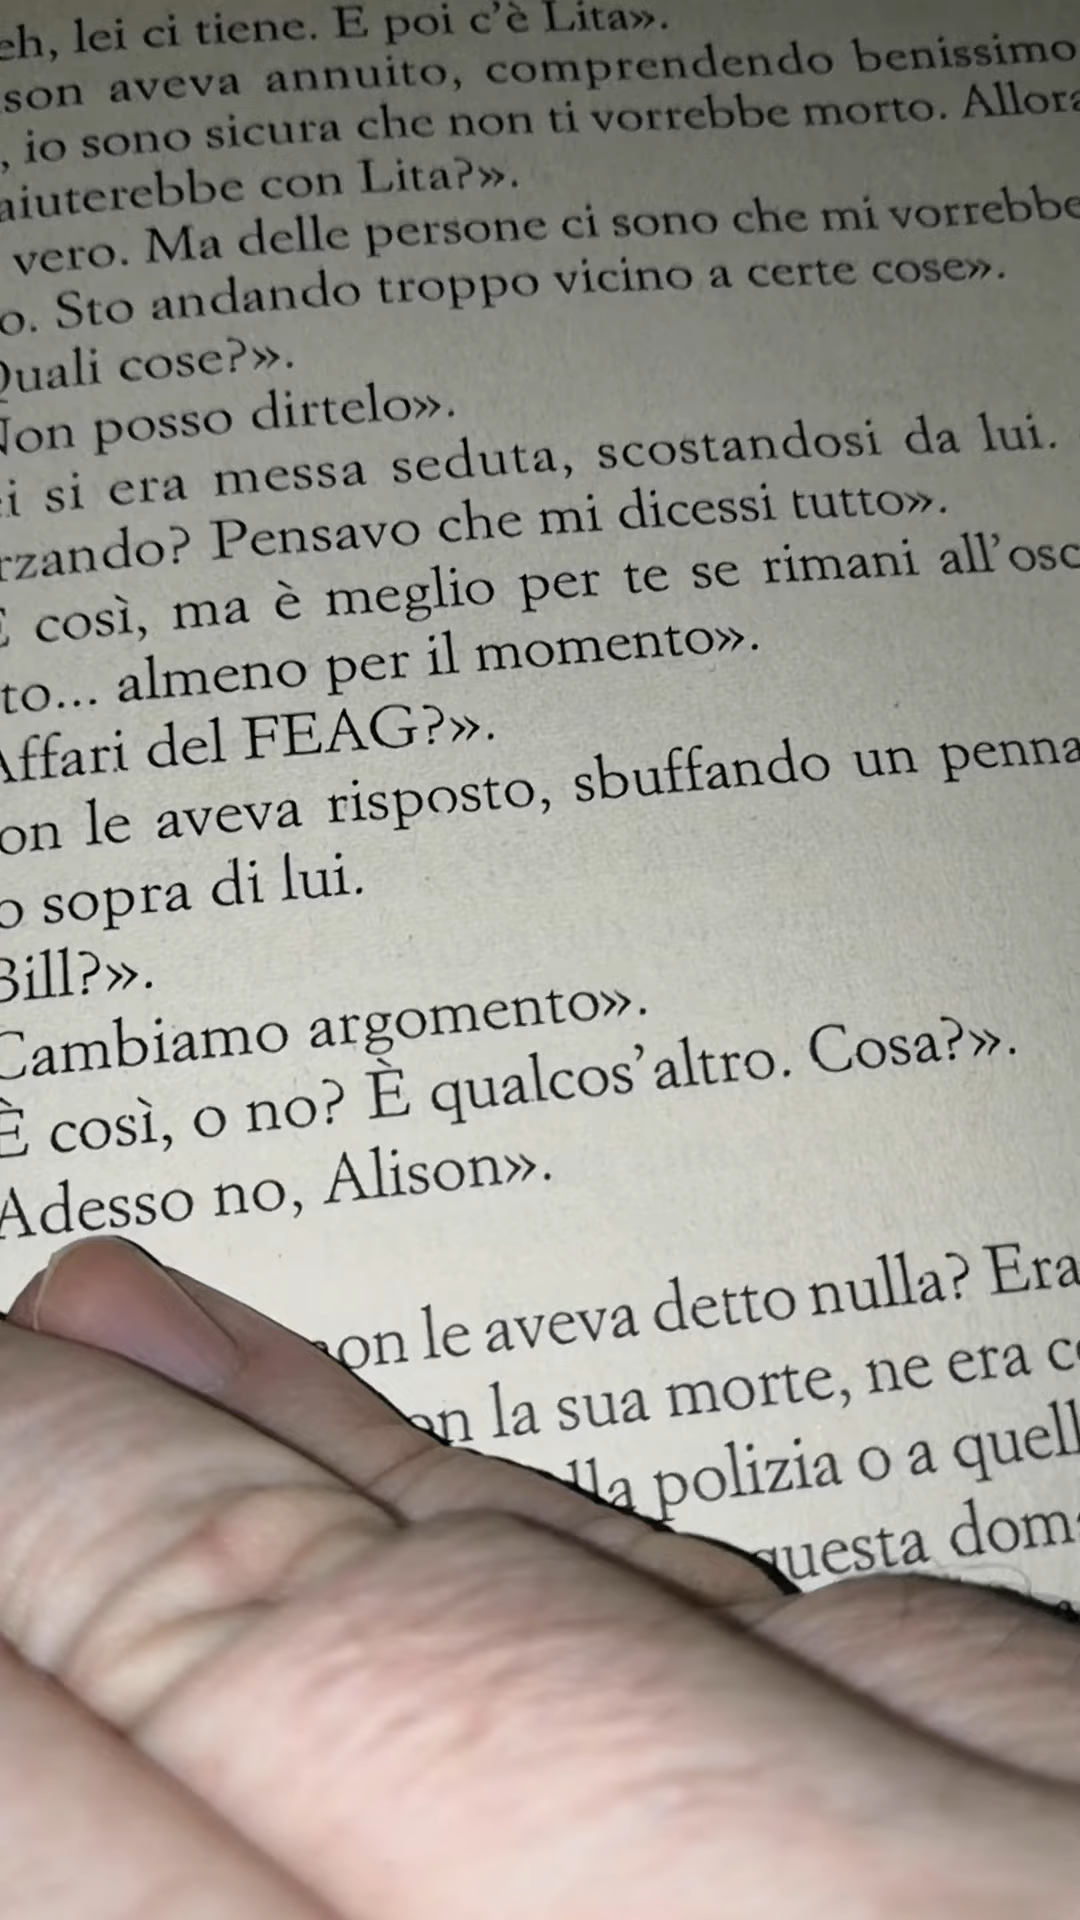 eh, lei ci tiene. E poi c'è Lita».
son aveva annuito, comprendendo benissimo
, io sono sicura che non ti vorrebbe morto. Allora
aiuterebbe con Lita?».
vero. Ma delle persone ci sono che mi vorrebbe
o. Sto andando troppo vicino a certe cose».
Quali cose?».
Non posso dirtelo».
ei si era messa seduta, scostandosi da lui.
rzando? Pensavo che mi dicessi tutto».
È così, ma è meglio per te se rimani all'osc
to... almeno per il momento».
Affari del FEAG?».
on le aveva risposto, sbuffando un penna
o sopra di lui.
Bill?».
Cambiamo argomento».
È così, o no? È qualcos'altro. Cosa?».
Adesso no, Alison».
on le aveva detto nulla? Era
on la sua morte, ne era c
lla polizia o a quell
questa dom